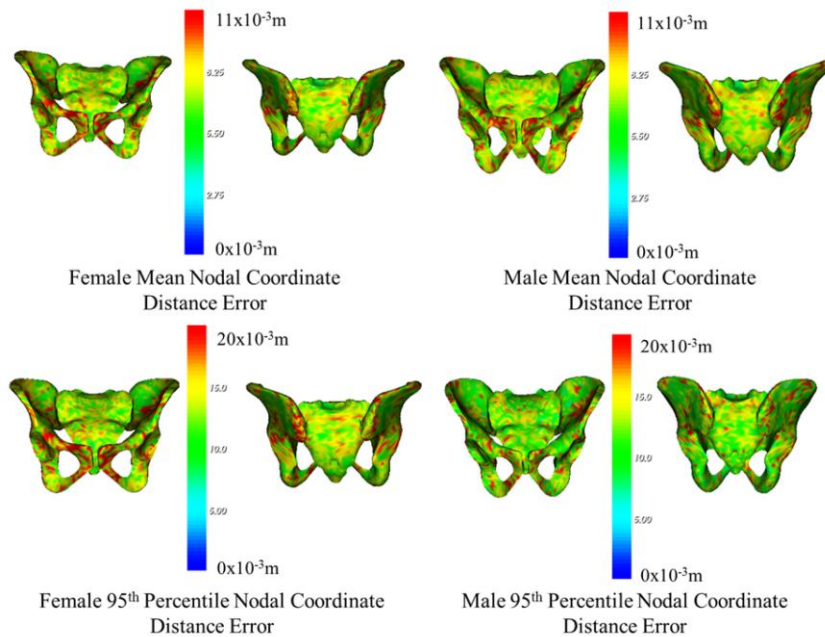 11x10⁻³m
8.25
5.50
2.75
0x10⁻³m
Female Mean Nodal Coordinate
Distance Error
11x10⁻³m
8.25
5.50
2.75
0x10⁻³m
Male Mean Nodal Coordinate
Distance Error
20x10⁻³m
15.0
10.0
5.00
0x10⁻³m
Female 95ᵗʰ Percentile Nodal Coordinate
Distance Error
20x10⁻³m
15.0
10.0
5.00
0x10⁻³m
Male 95ᵗʰ Percentile Nodal Coordinate
Distance Error